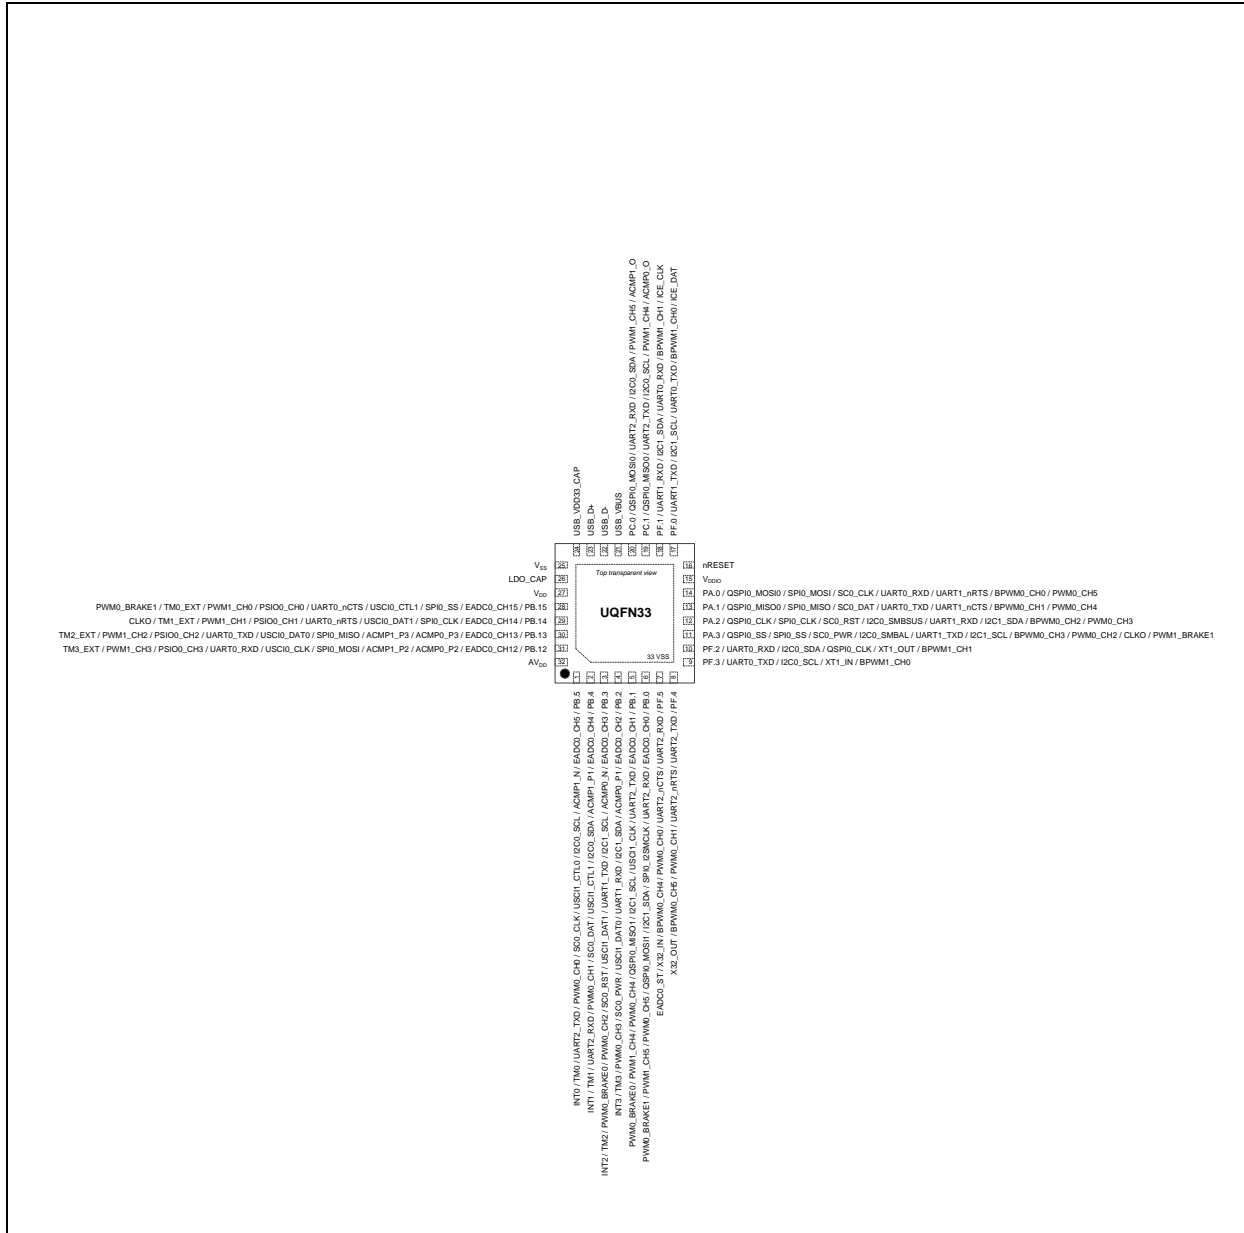 PC.0 / QSPI0_MOSI0 / UART2_RXD / I2C0_SDA / PWM1_CH5 / ACMP1_O
PC.1 / QSPI0_MISO0 / UART2_TXD / I2C0_SCL / PWM1_CH4 / ACMP0_O
PF.1 / UART1_RXD / I2C1_SDA / UART0_RXD / BPWM1_CH1 / ICE_CLK
PF.0 / UART1_TXD / I2C1_SCL / UART0_TXD / BPWM1_CH0 / ICE_DAT
USB_VDD33_CAP
USB_D+
USB_D-
USB_VBUS
24 23 22 21 20 19 18 17
VSS 25
LDO_CAP 26
VDD 27
PWM0_BRAKE1 / TM0_EXT / PWM1_CH0 / PSIO0_CH0 / UART0_nCTS / USCI0_CTL1 / SPI0_SS / EADC0_CH15 / PB.15 28
CLKO / TM1_EXT / PWM1_CH1 / PSIO0_CH1 / UART0_nRTS / USCI0_DAT1 / SPI0_CLK / EADC0_CH14 / PB.14 29
TM2_EXT / PWM1_CH2 / PSIO0_CH2 / UART0_TXD / USCI0_DAT0 / SPI0_MISO / ACMP1_P3 / ACMP0_P3 / EADC0_CH13 / PB.13 30
TM3_EXT / PWM1_CH3 / PSIO0_CH3 / UART0_RXD / USCI0_CLK / SPI0_MOSI / ACMP1_P2 / ACMP0_P2 / EADC0_CH12 / PB.12 31
AVDD 32
Top transparent view
UQFN33
33 VSS
16 nRESET
15 VDDIO
14 PA.0 / QSPI0_MOSI0 / SPI0_MOSI / SC0_CLK / UART0_RXD / UART1_nRTS / BPWM0_CH0 / PWM0_CH5
13 PA.1 / QSPI0_MISO0 / SPI0_MISO / SC0_DAT / UART0_TXD / UART1_nCTS / BPWM0_CH1 / PWM0_CH4
12 PA.2 / QSPI0_CLK / SPI0_CLK / SC0_RST / I2C0_SMBSUS / UART1_RXD / I2C1_SDA / BPWM0_CH2 / PWM0_CH3
11 PA.3 / QSPI0_SS / SPI0_SS / SC0_PWR / I2C0_SMBAL / UART1_TXD / I2C1_SCL / BPWM0_CH3 / PWM0_CH2 / CLKO / PWM1_BRAKE1
10 PF.2 / UART0_RXD / I2C0_SDA / QSPI0_CLK / XT1_OUT / BPWM1_CH1
9 PF.3 / UART0_TXD / I2C0_SCL / XT1_IN / BPWM1_CH0
1 2 3 4 5 6 7 8
INT0 / TM0 / UART2_TXD / PWM0_CH0 / SC0_CLK / USCI1_CTL0 / I2C0_SCL / ACMP1_N / EADC0_CH5 / PB.5
INT1 / TM1 / UART2_RXD / PWM0_CH1 / SC0_DAT / USCI1_CTL1 / I2C0_SDA / ACMP1_P1 / EADC0_CH4 / PB.4
INT2 / TM2 / PWM0_BRAKE0 / PWM0_CH2 / SC0_RST / USCI1_DAT1 / UART1_TXD / I2C1_SCL / ACMP0_N / EADC0_CH3 / PB.3
INT3 / TM3 / PWM0_CH3 / SC0_PWR / USCI1_DAT0 / UART1_RXD / I2C1_SDA / ACMP0_P1 / EADC0_CH2 / PB.2
PWM0_BRAKE0 / PWM1_CH4 / PWM0_CH4 / QSPI0_MISO1 / I2C1_SCL / USCI1_CLK / UART2_TXD / EADC0_CH1 / PB.1
PWM0_BRAKE1 / PWM1_CH5 / PWM0_CH5 / QSPI0_MOSI1 / I2C1_SDA / SPI0_I2SMCLK / UART2_RXD / EADC0_CH0 / PB.0
EADC0_ST / X32_IN / BPWM0_CH4 / PWM0_CH0 / UART2_nCTS / UART2_RXD / PF.5
X32_OUT / BPWM0_CH5 / PWM0_CH1 / UART2_nRTS / UART2_TXD / PF.4